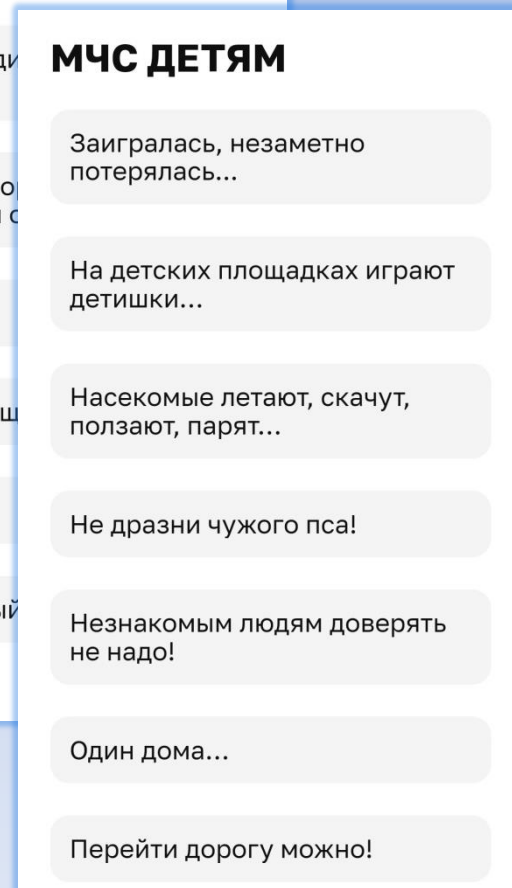 МЧС ДЕТЯМ
Заигралась, незаметно
потерялась...
На детских площадках играют
детишки...
Насекомые летают, скачут,
ползают, парят...
Не дразни чужого пса!
Незнакомым людям доверять
не надо!
Один дома...
Перейти дорогу можно!